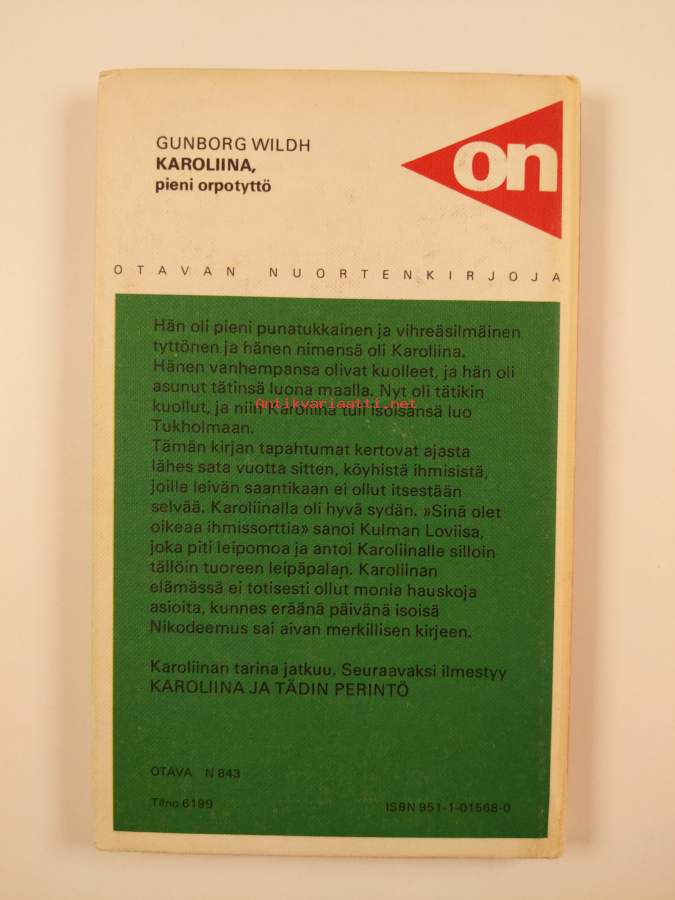 GUNBORG WILDH
KAROLIINA,
pieni orpotyttö
on
OTAVAN NUORTENKIRJOJA
Hän oli pieni punatukkainen ja vihreäsilmäinen
tyttönen ja hänen nimensä oli Karoliina.
Hänen vanhempansa olivat kuolleet, ja hän oli
asunut tätinsä luona maalla. Nyt oli tätikin
Antikvariaatti.net
kuollut, ja niin Karoliina tuli isoisänsä luo
Tukholmaan.
Tämän kirjan tapahtumat kertovat ajasta
lähes sata vuotta sitten, köyhistä ihmisistä,
joille leivän saantikaan ei ollut itsestään
selvää. Karoliinalla oli hyvä sydän. »Sinä olet
oikeaa ihmissorttia» sanoi Kulman Loviisa,
joka piti leipomoa ja antoi Karoliinalle silloin
tällöin tuoreen leipäpalan. Karoliinan
elämässä ei totisesti ollut monia hauskoja
asioita, kunnes eräänä päivänä isoisä
Nikodeemus sai aivan merkillisen kirjeen.
Karoliinan tarina jatkuu. Seuraavaksi ilmestyy
KAROLIINA JA TÄDIN PERINTÖ
OTAVA N 843
Tilno 6199
ISBN 951-1-01568-0